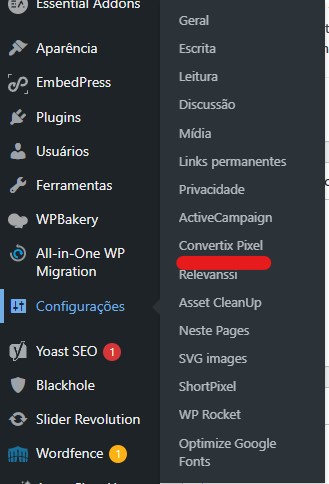 Essential Addons
Aparência
EmbedPress
Plugins
Usuários
Ferramentas
WPBakery
All-in-One WP
Migration
Configurações
Yoast SEO 1
Blackhole
Slider Revolution
Wordfence 1
Geral
Escrita
Leitura
Discussão
Mídia
Links permanentes
Privacidade
ActiveCampaign
Convertix Pixel
Relevanssi
Asset CleanUp
Neste Pages
SVG images
ShortPixel
WP Rocket
Optimize Google
Fonts